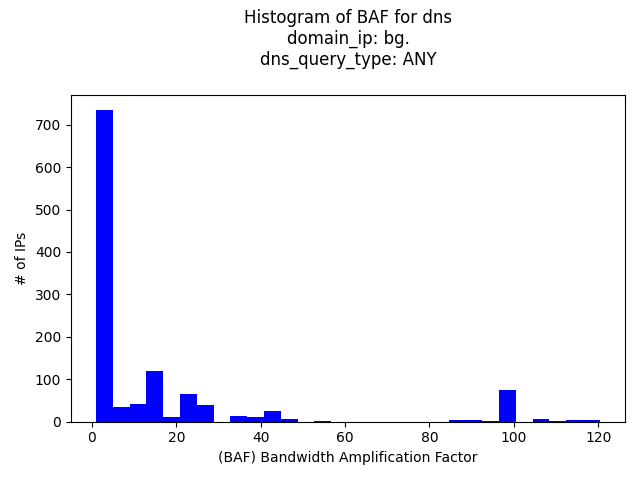 Histogram of BAF for dns
domain_ip: bg.
dns_query_type: ANY
700
600
500
400
300
200
100
0
# of IPs
0 20 40 60 80 100 120
(BAF) Bandwidth Amplification Factor